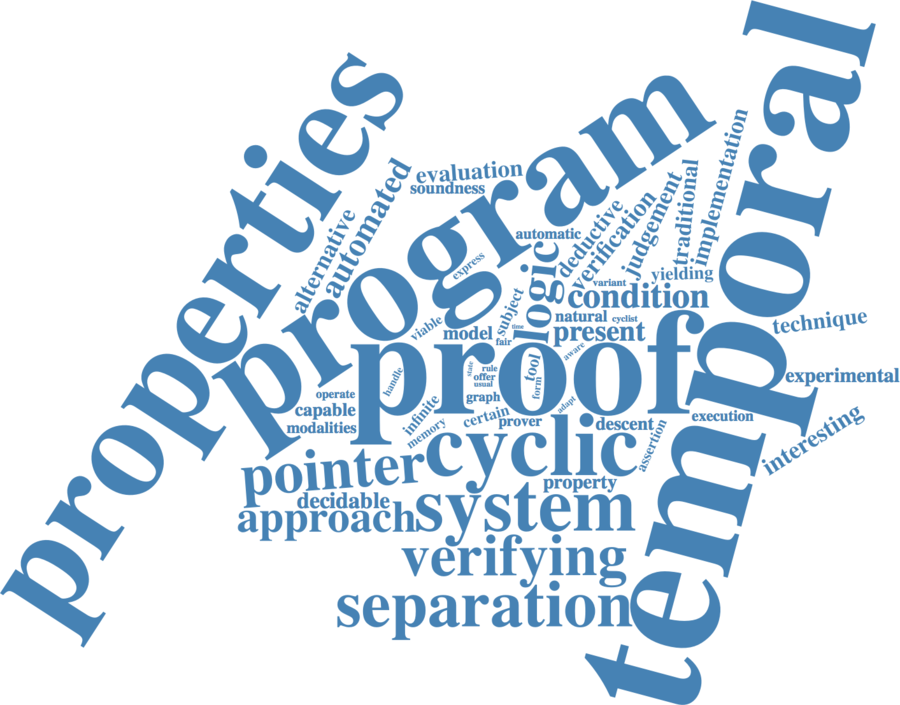 properties
program
temporal
proof
automated
alternative
evaluation
soundness
automatic
deductive
verification
judgement
traditional
implementation
express
logic
variant
yielding
condition
viable
model
subject
time
fair
natural
cyclist
present
technique
experimental
interesting
execution
state
rule
offer
usual
handle
tool
form
aware
adapt
graph
operate
capable
modalities
infinite
memory
certain
prover
descent
assertion
cyclic
pointer
property
decidable
approach
system
verifying
separation